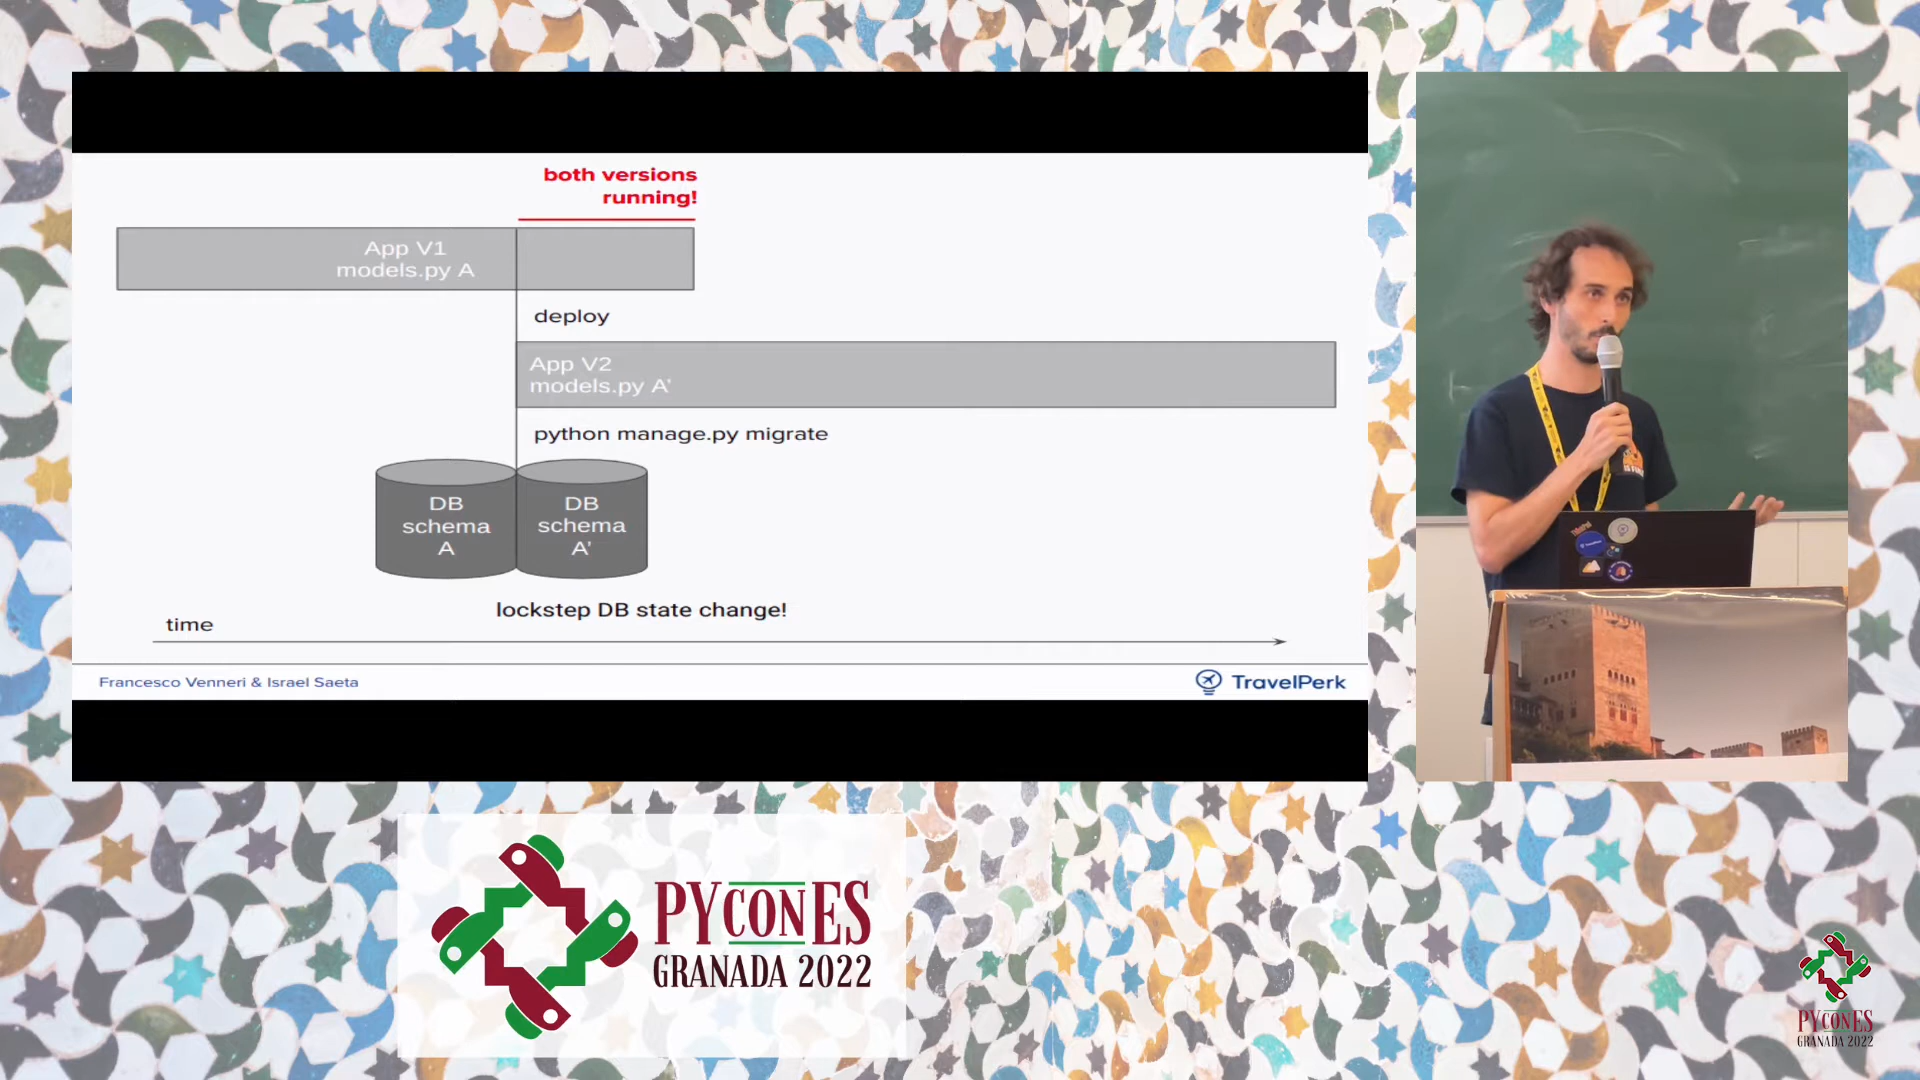 both versions
running!
App V1
models.py A
deploy
App V2
models.py A'
python manage.py migrate
DB
schema
A
DB
schema
A'
lockstep DB state change!
time
Francesco Venneri & Israel Saeta
TravelPerk
PYCONES
GRANADA 2022
PYCONES
GRANADA 2022